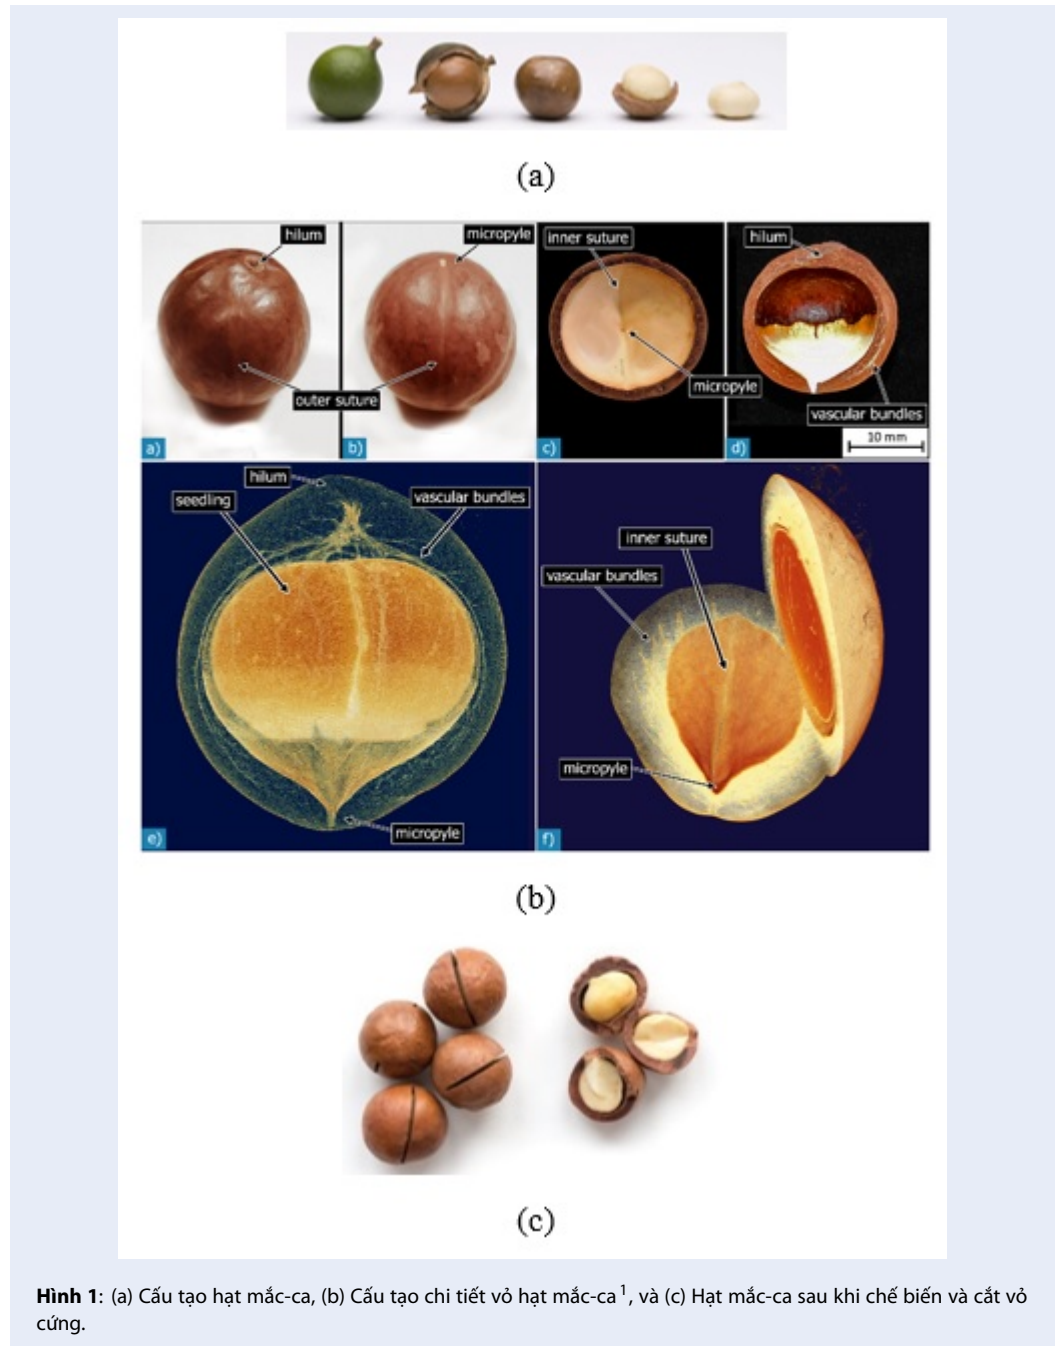 (a)
hilum
micropyle
outer suture
a)
b)
inner suture
micropyle
c)
hilum
vascular bundles
10 mm
d)
hilum
seedling
vascular bundles
micropyle
e)
inner suture
vascular bundles
micropyle
f)
(b)
(c)
Hình 1: (a) Cấu tạo hạt mắc-ca, (b) Cấu tạo chi tiết vỏ hạt mắc-ca 1, và (c) Hạt mắc-ca sau khi chế biến và cắt vỏ
cứng.